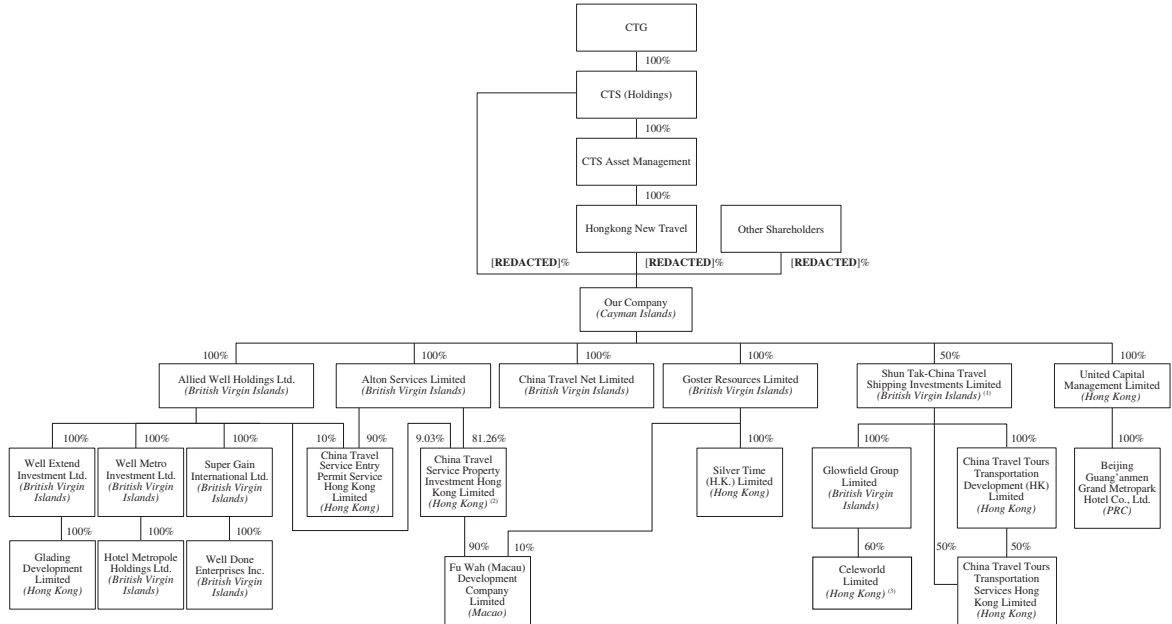 CTG
100%
CTS (Holdings)
100%
CTS Asset Management
100%
Hongkong New Travel
Other Shareholders
[REDACTED]%
[REDACTED]%
[REDACTED]%
Our Company
(Cayman Islands)
100%
100%
100%
100%
50%
100%
Allied Well Holdings Ltd.
(British Virgin Islands)
Alton Services Limited
(British Virgin Islands)
China Travel Net Limited
(British Virgin Islands)
Goster Resources Limited
(British Virgin Islands)
Shun Tak-China Travel
Shipping Investments Limited
(British Virgin Islands) (1)
United Capital
Management Limited
(Hong Kong)
100%
100%
100%
10%
90%
9.03%
81.26%
100%
100%
100%
100%
Well Extend
Investment Ltd.
(British Virgin
Islands)
Well Metro
Investment Ltd.
(British Virgin
Islands)
Super Gain
International Ltd.
(British Virgin
Islands)
China Travel
Service Entry
Permit Service
Hong Kong
Limited
(Hong Kong)
China Travel
Service Property
Investment Hong
Kong Limited
(Hong Kong) (2)
Silver Time
(H.K.) Limited
(Hong Kong)
Glowfield Group
Limited
(British Virgin
Islands)
China Travel Tours
Transportation
Development (HK)
Limited
(Hong Kong)
Beijing
Guang'anmen
Grand Metropark
Hotel Co., Ltd.
(PRC)
100%
100%
100%
90%
10%
60%
50%
50%
Glading
Development
Limited
(Hong Kong)
Hotel Metropole
Holdings Ltd.
(British Virgin
Islands)
Well Done
Enterprises Inc.
(British Virgin
Islands)
Fu Wah (Macau)
Development
Company
Limited
(Macao)
Celeworld
Limited
(Hong Kong) (3)
China Travel Tours
Transportation
Services Hong
Kong Limited
(Hong Kong)